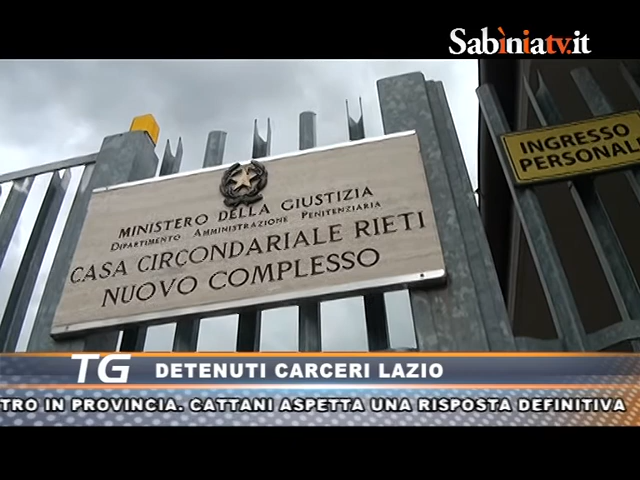 Sabìniatv.it
INGRESSO
PERSONAL
MINISTERO DELLA GIUSTIZIA
DIPARTIMENTO AMMINISTRAZIONE PENITENZIARIA
CASA CIRCONDARIALE RIETI
NUOVO COMPLESSO
TG DETENUTI CARCERI LAZIO
TRO IN PROVINCIA. CATTANI ASPETTA UNA RISPOSTA DEFINITIVA